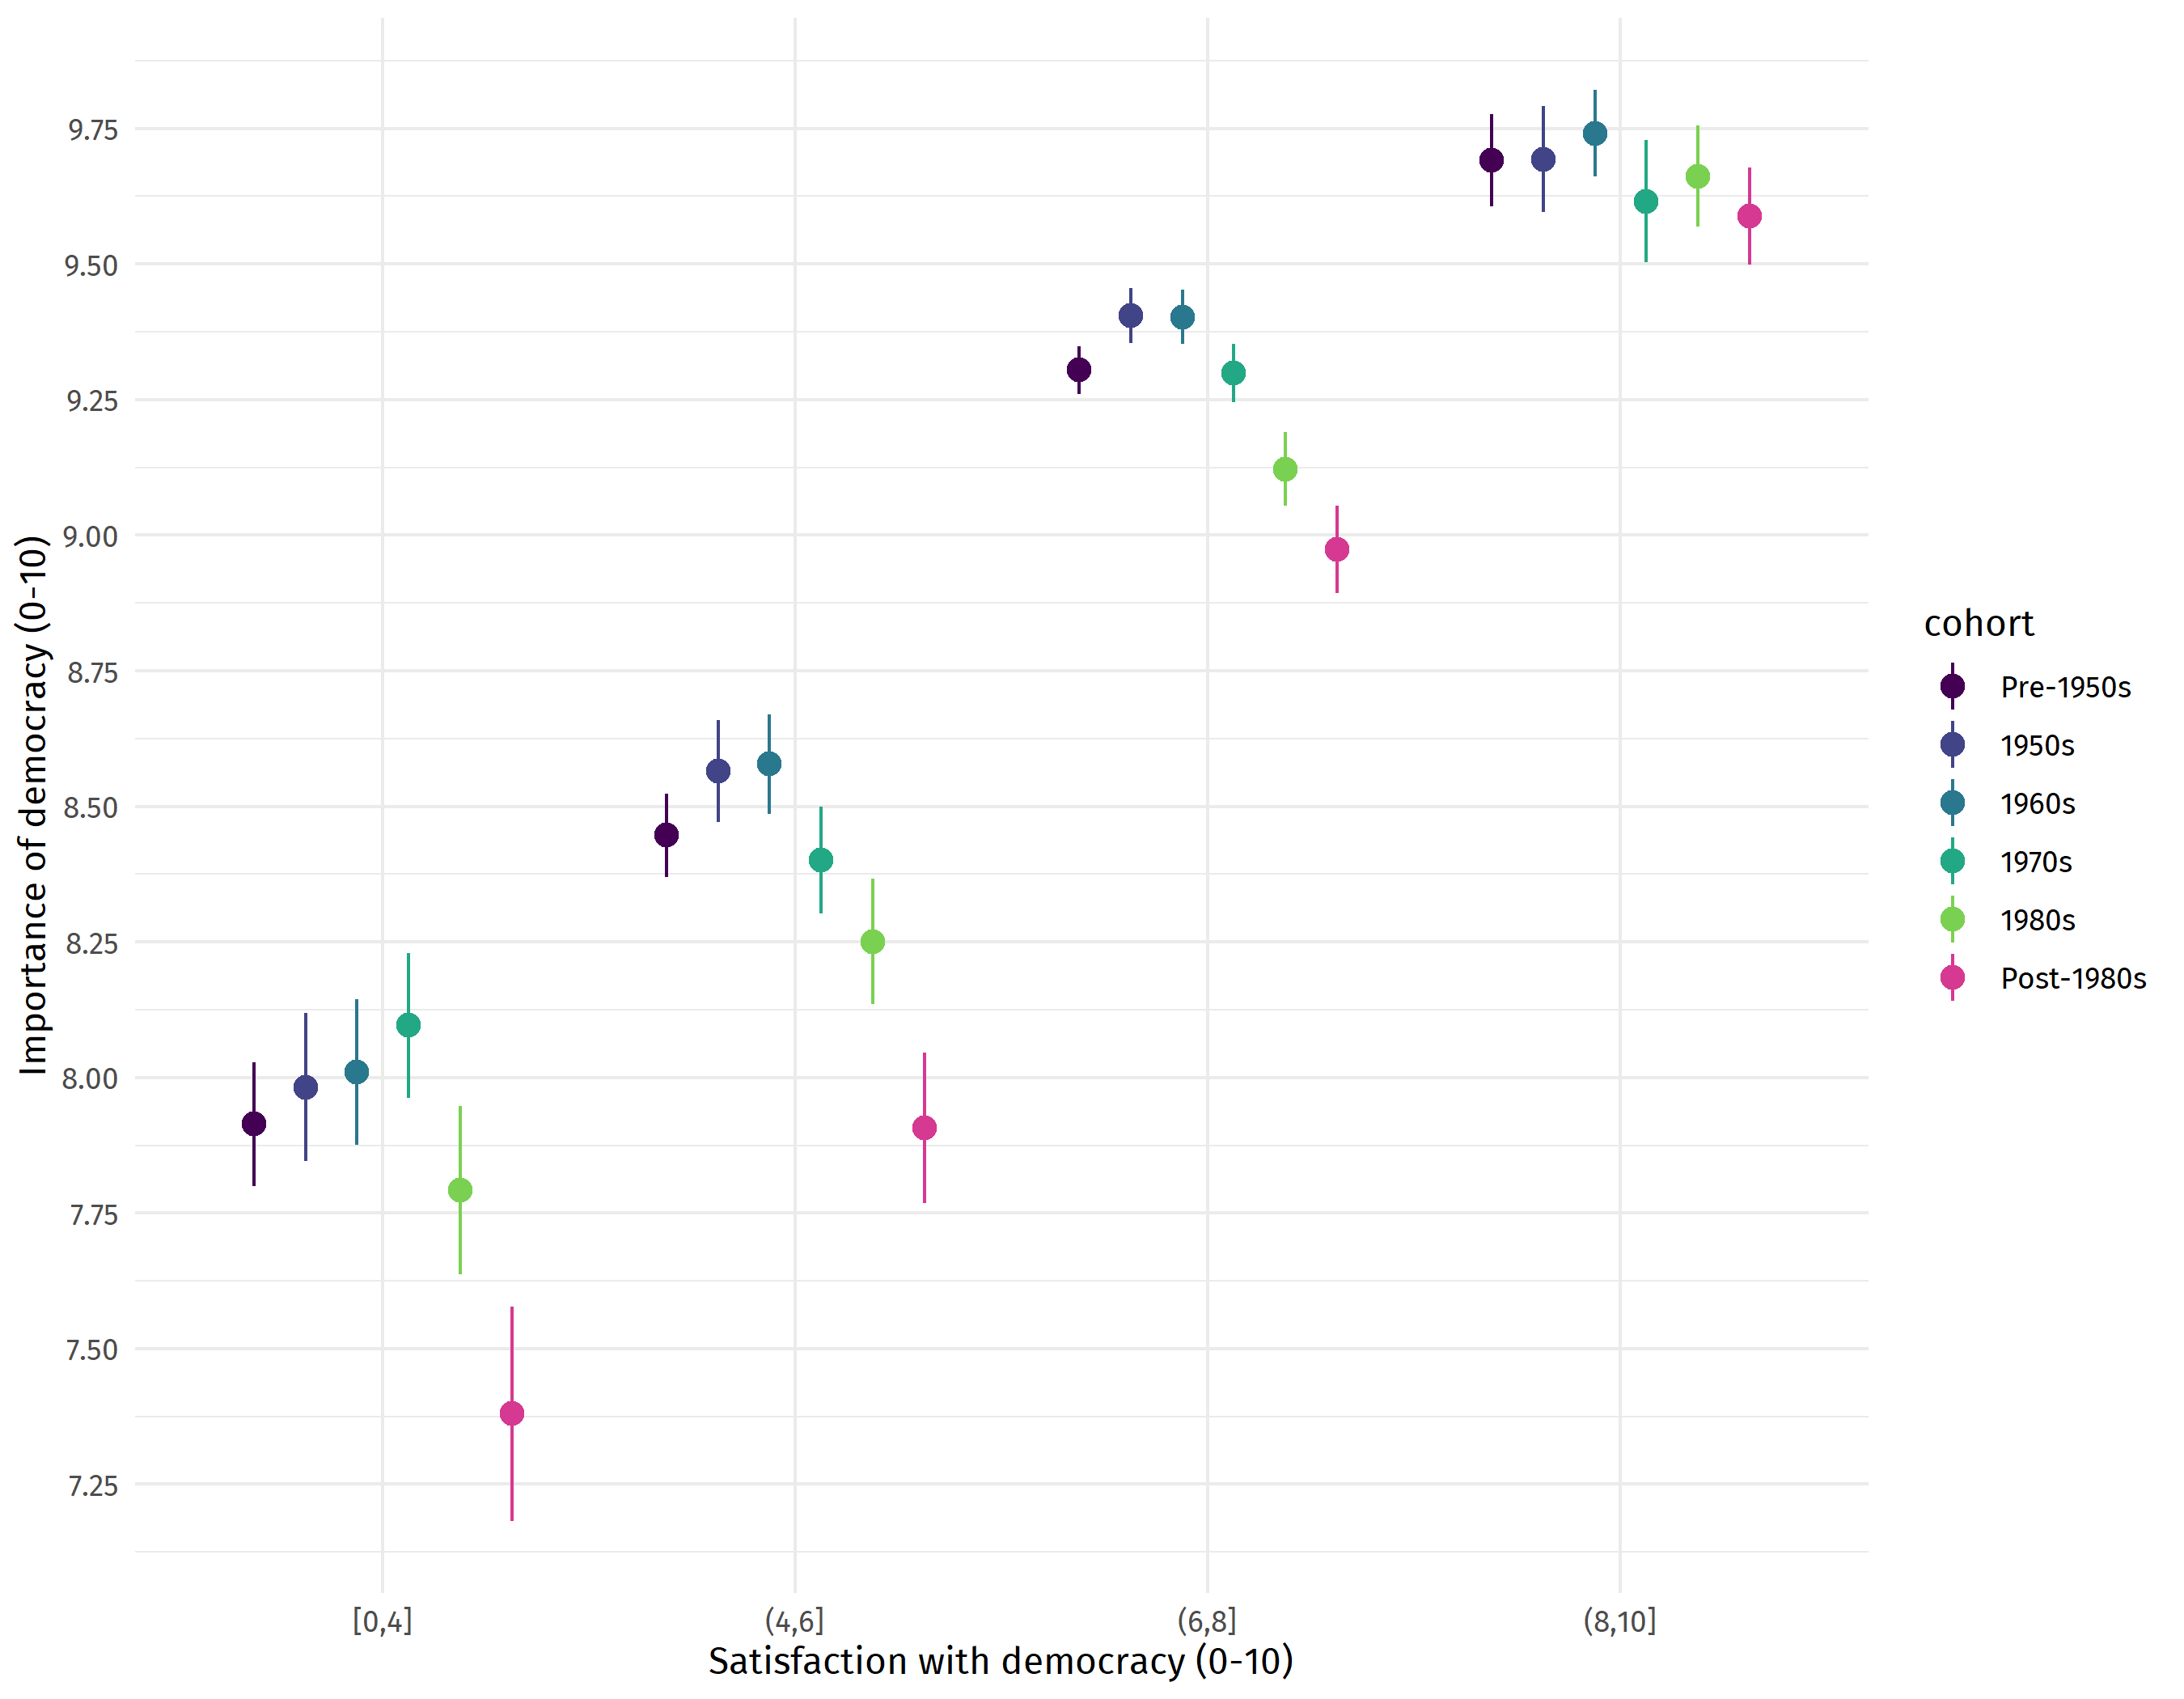 Importance of democracy (0-10)
9.75
9.50
9.25
9.00
8.75
8.50
8.25
8.00
7.75
7.50
7.25
[0,4]
(4,6]
(6,8]
(8,10]
Satisfaction with democracy (0-10)
cohort
Pre-1950s
1950s
1960s
1970s
1980s
Post-1980s